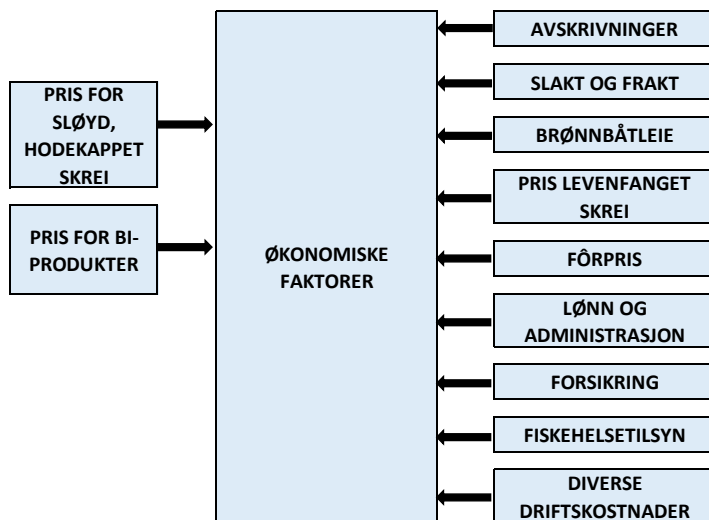 PRIS FOR
SLØYD,
HODEKAPPET
SKREI
PRIS FOR BI-
PRODUKTER
ØKONOMISKE
FAKTORER
AVSKRIVNINGER
SLAKT OG FRAKT
BRØNNBÅTLEIE
PRIS LEVENFANGET
SKREI
FÔRPRIS
LØNN OG
ADMINISTRASJON
FORSIKRING
FISKEHELSETILSYN
DIVERSE
DRIFTSKOSTNADER